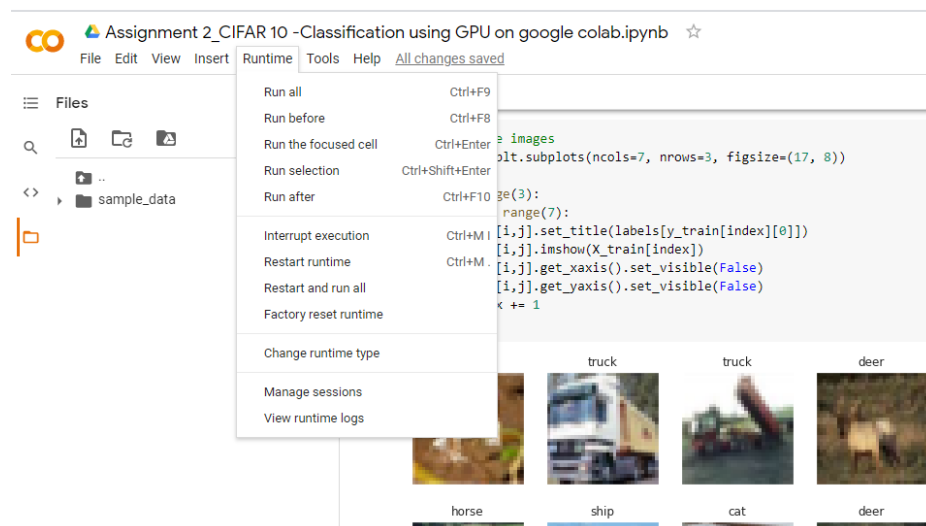 Assignment 2_CIFAR 10 -Classification using GPU on google colab.ipynb
File Edit View Insert Runtime Tools Help All changes saved
Files
..
sample_data
Run all Ctrl+F9
Run before Ctrl+F8
Run the focused cell Ctrl+Enter
Run selection Ctrl+Shift+Enter
Run after Ctrl+F10
Interrupt execution Ctrl+M I
Restart runtime Ctrl+M .
Restart and run all
Factory reset runtime
Change runtime type
Manage sessions
View runtime logs
e images
plt.subplots(ncols=7, nrows=3, figsize=(17, 8))
ge(3):
range(7):
[i,j].set_title(labels[y_train[index][0]])
[i,j].imshow(X_train[index])
[i,j].get_xaxis().set_visible(False)
[i,j].get_yaxis().set_visible(False)
x += 1
truck truck deer
horse ship cat deer